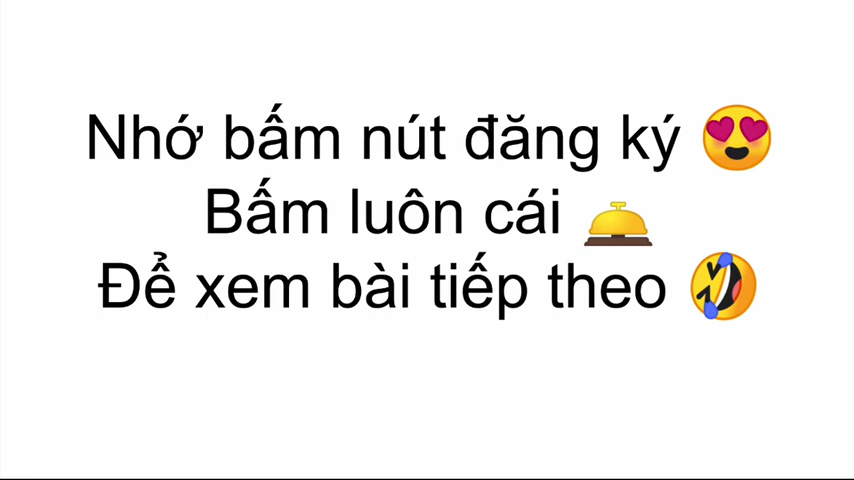 Nhớ bấm nút đăng ký 😍
Bấm luôn cái 🛎️
Để xem bài tiếp theo 🤣